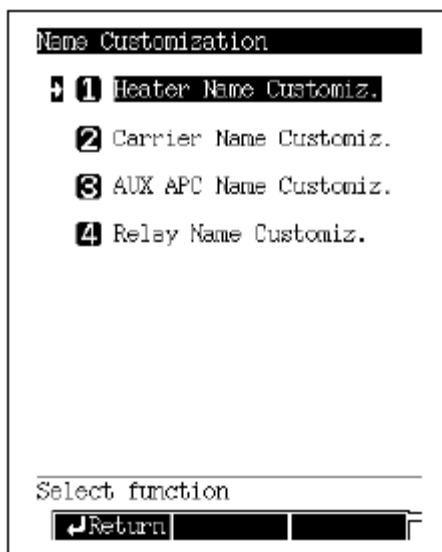 Name Customization
1 Heater Name Customiz.
2 Carrier Name Customiz.
3 AUX APC Name Customiz.
4 Relay Name Customiz.
Select function
Return